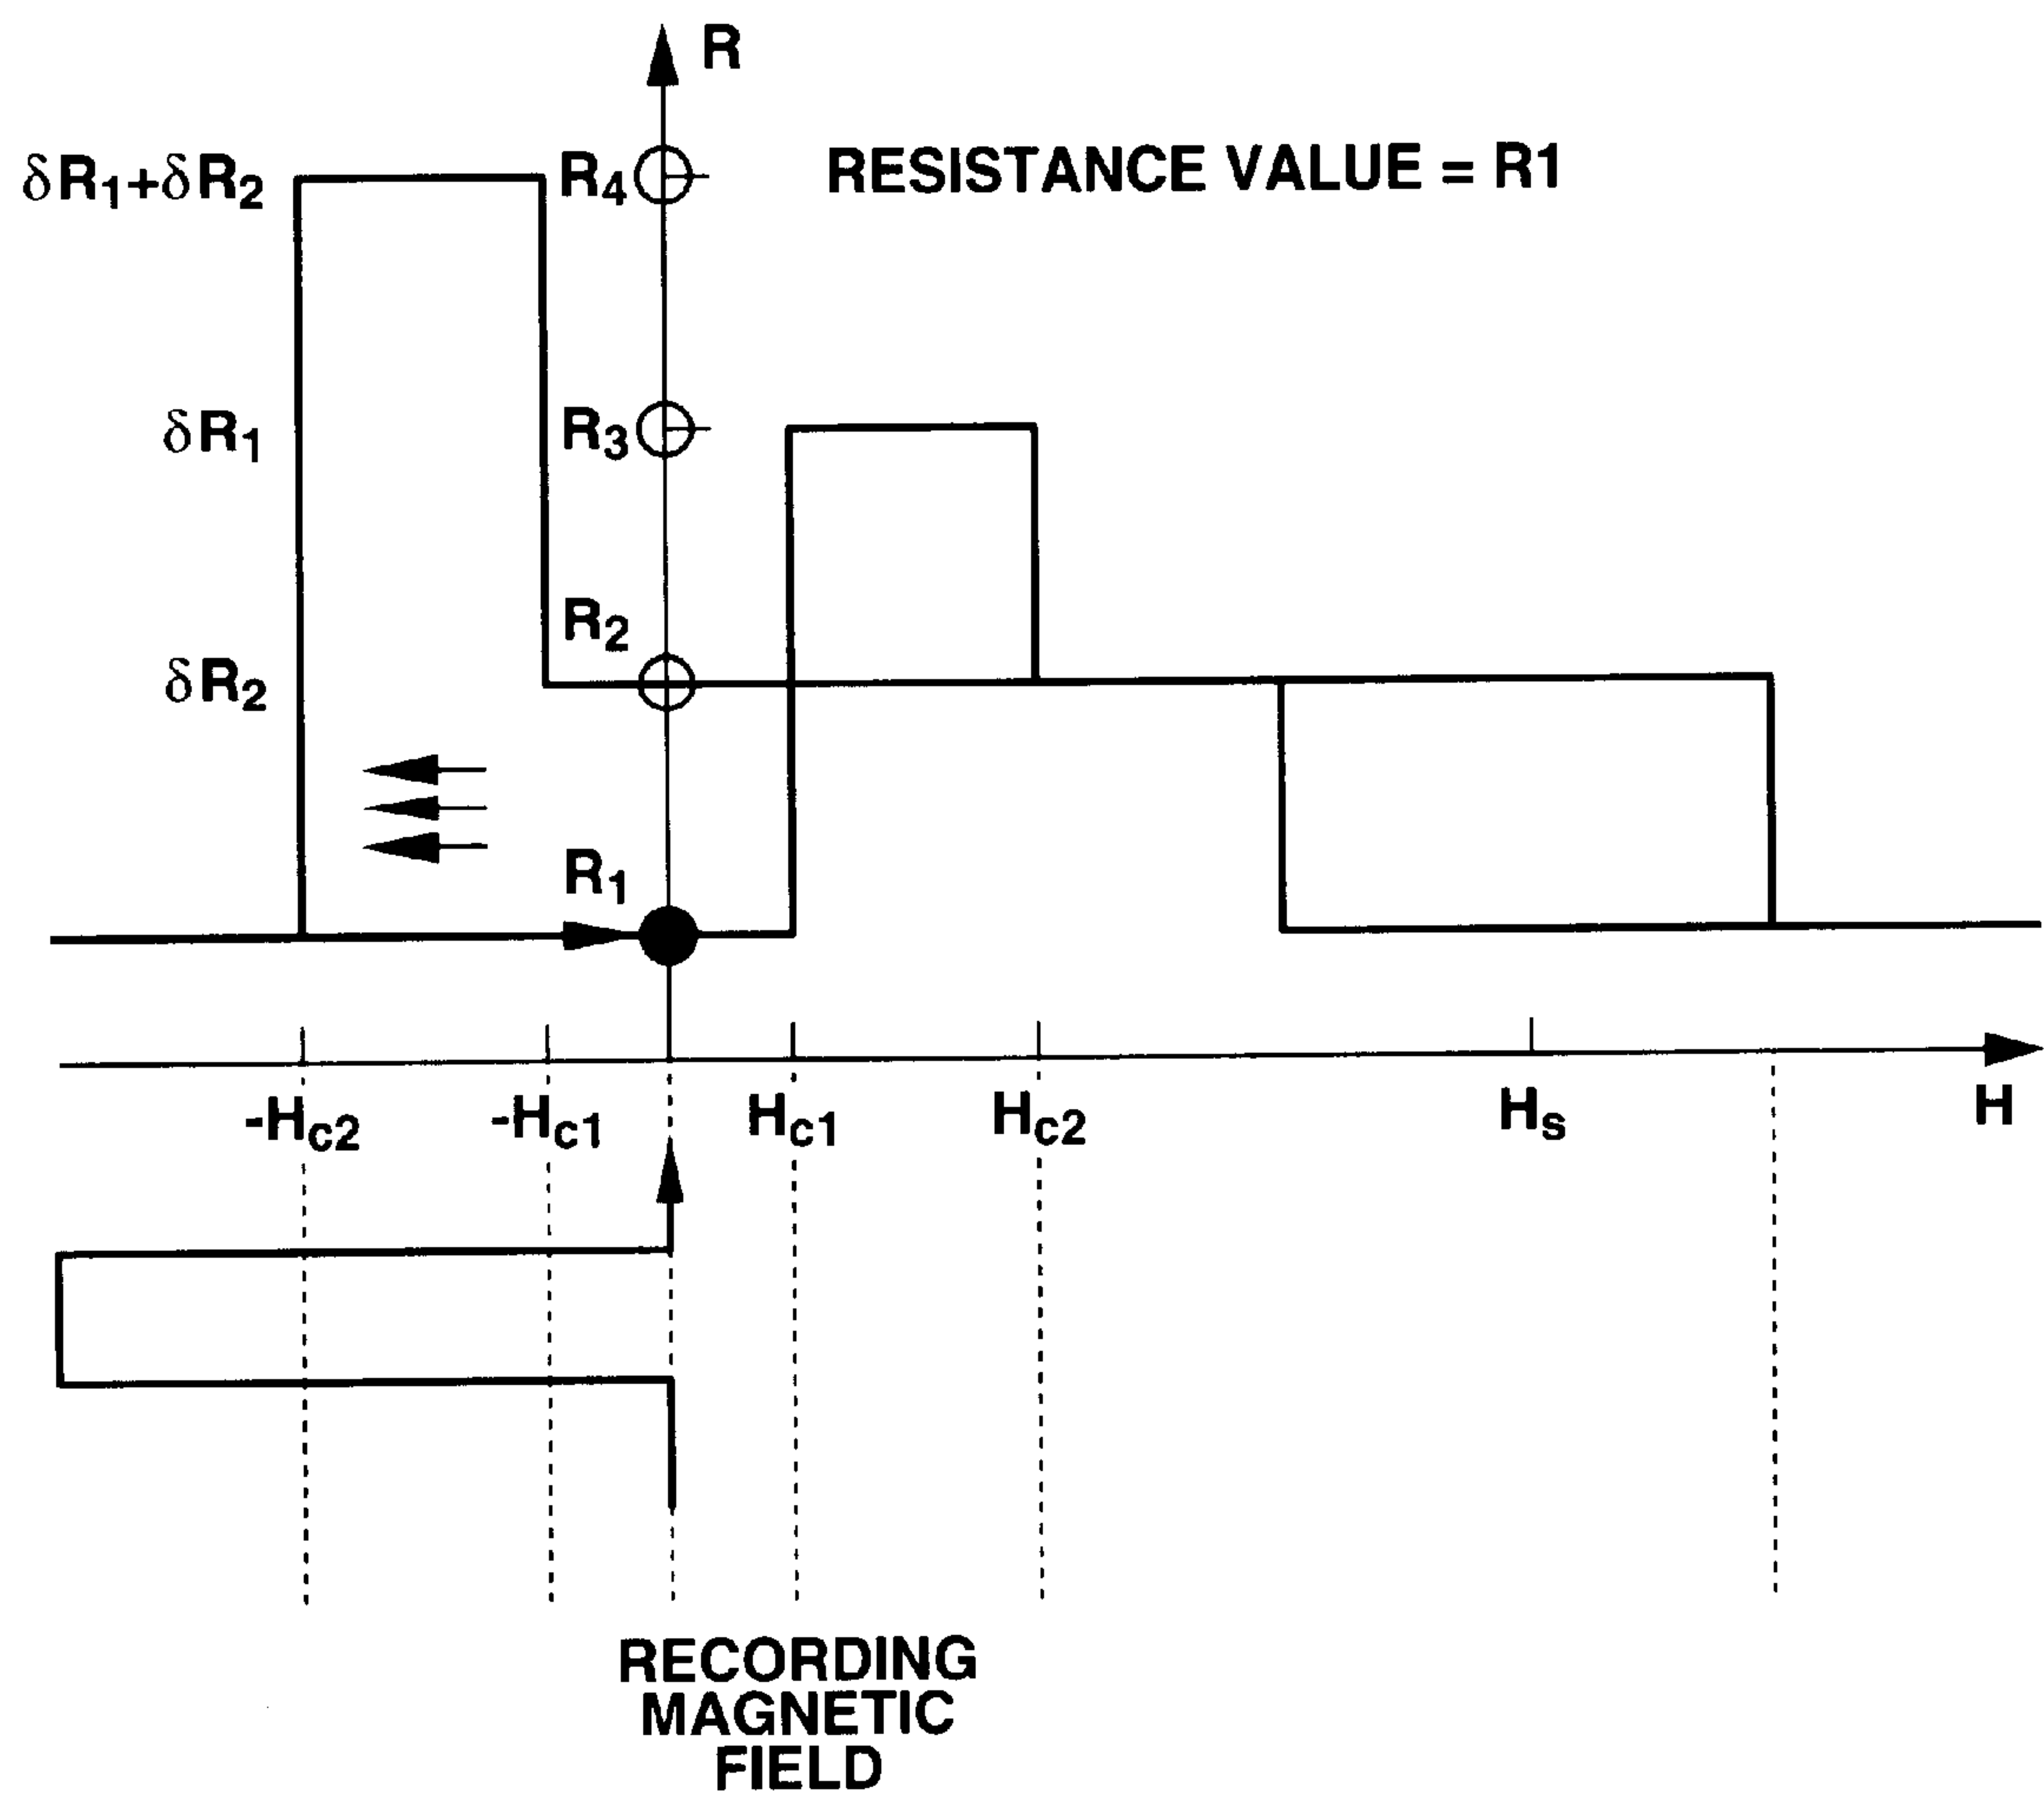 R
δR1+δR2
R4
RESISTANCE VALUE = R1
δR1
R3
R2
δR2
R1
-Hc2
-Hc1
Hc1
Hc2
Hs
H
RECORDING
MAGNETIC
FIELD